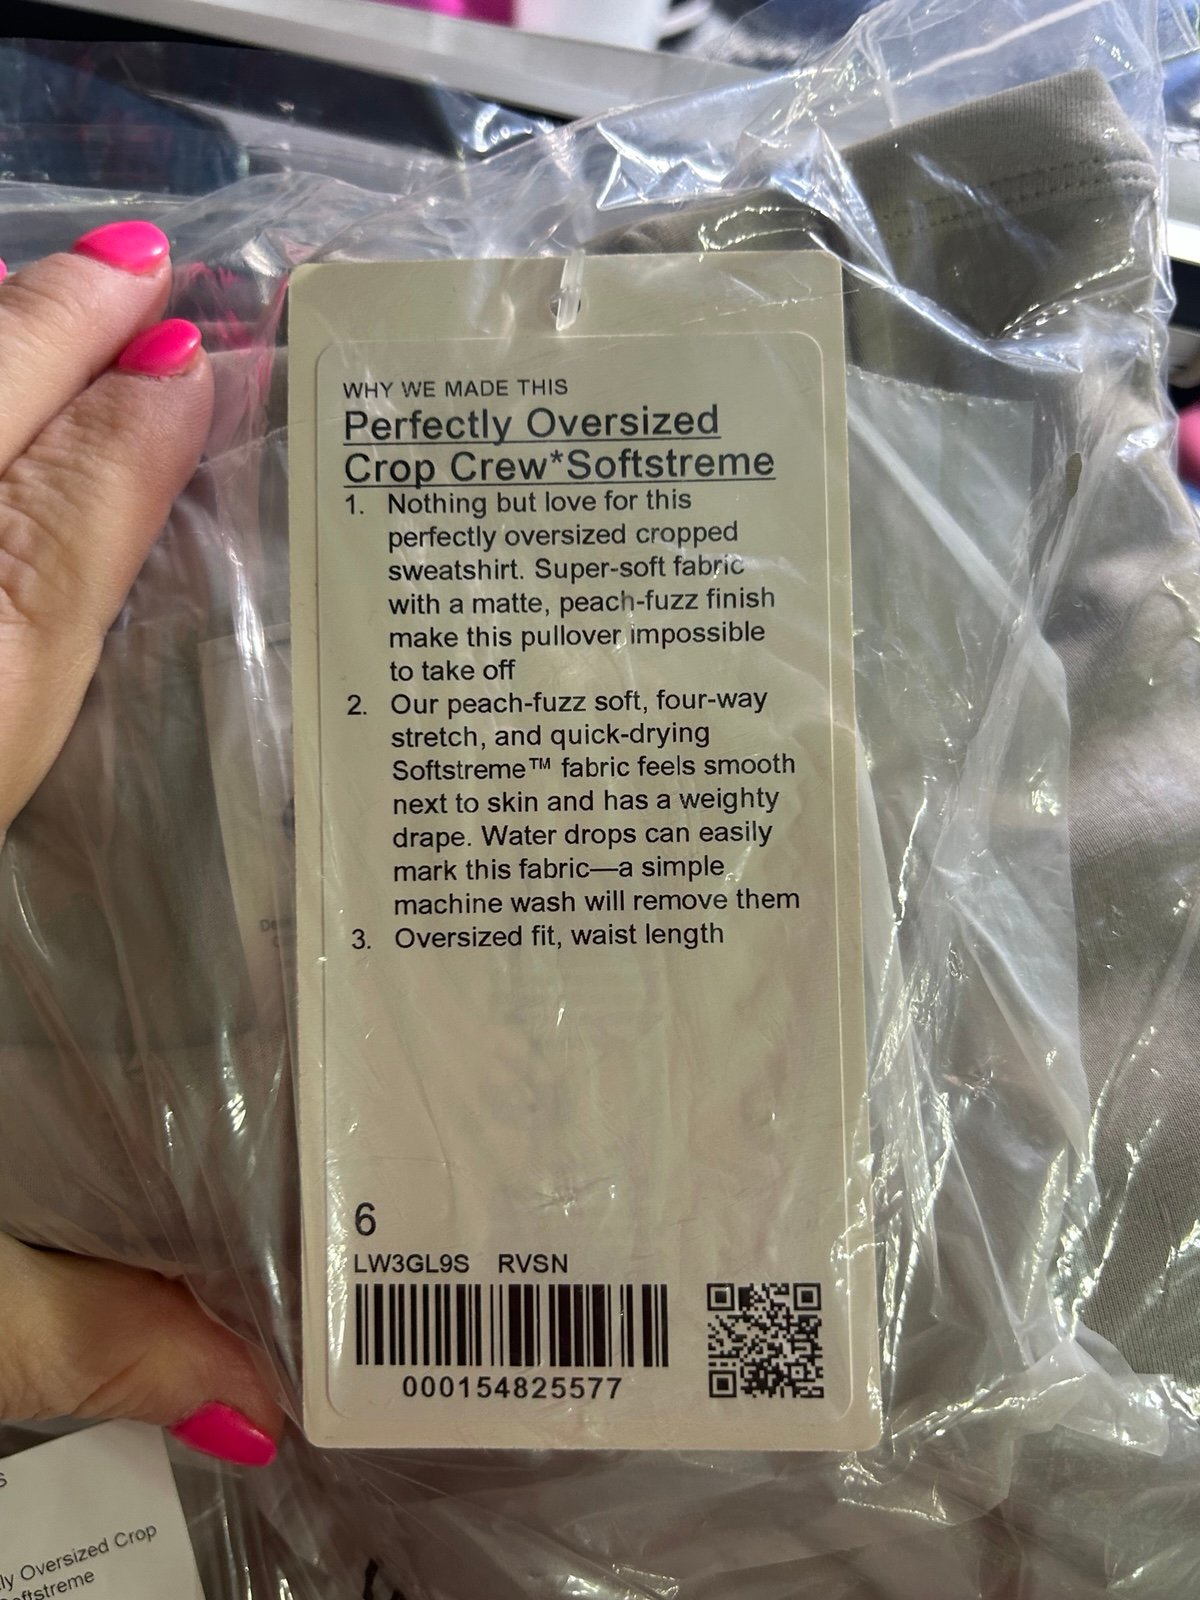 WHY WE MADE THIS
Perfectly Oversized
Crop Crew*Softstreme
1. Nothing but love for this
perfectly oversized cropped
sweatshirt. Super-soft fabric
with a matte, peach-fuzz finish
make this pullover impossible
to take off
2. Our peach-fuzz soft, four-way
stretch, and quick-drying
Softstreme™ fabric feels smooth
next to skin and has a weighty
drape. Water drops can easily
mark this fabric—a simple
machine wash will remove them
3. Oversized fit, waist length
6
LW3GL9S RVSN
000154825577
Oversized Crop